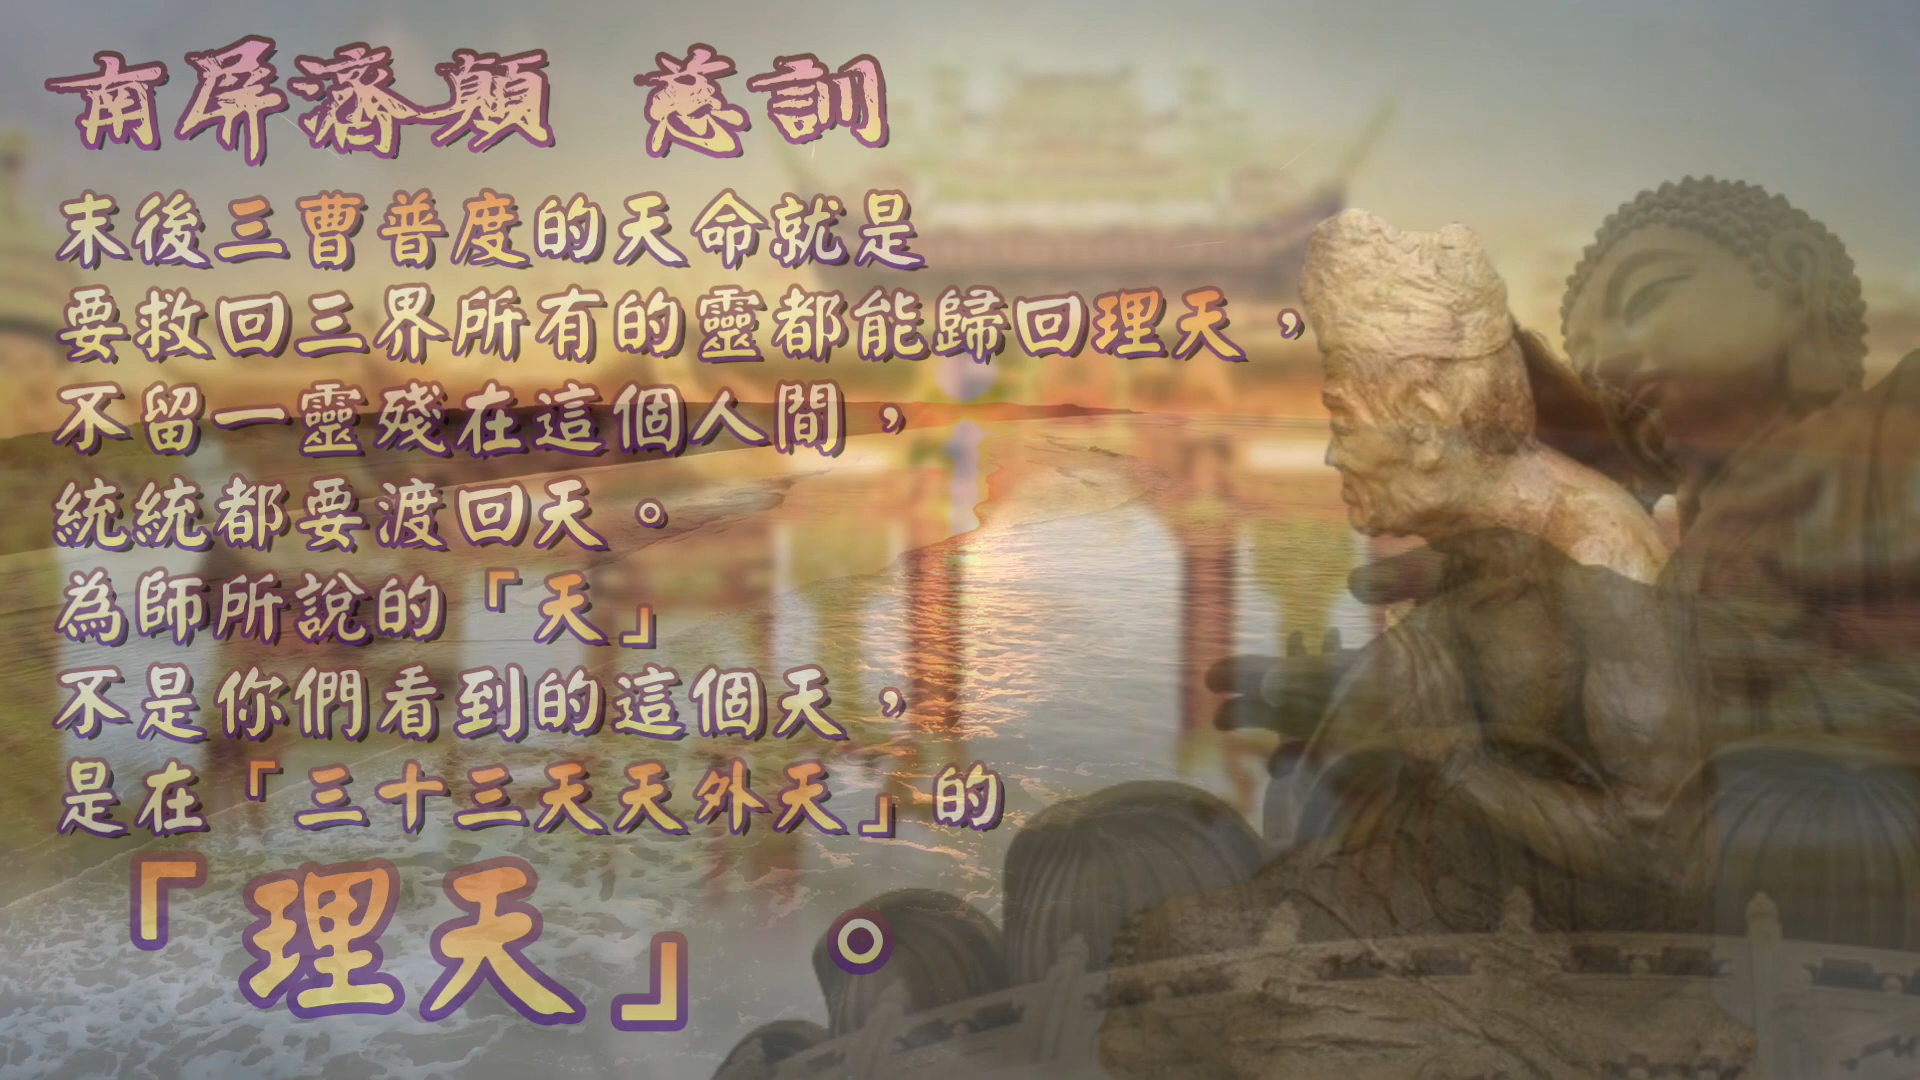 南屏濟顛 慈訓
末後三曹普度的天命就是
要救回三界所有的靈都能歸回理天，
不留一靈殘在這個人間，
統統都要渡回天。
為師所說的「天」
不是你們看到的這個天，
是在「三十三天天外天」的
「理天」。